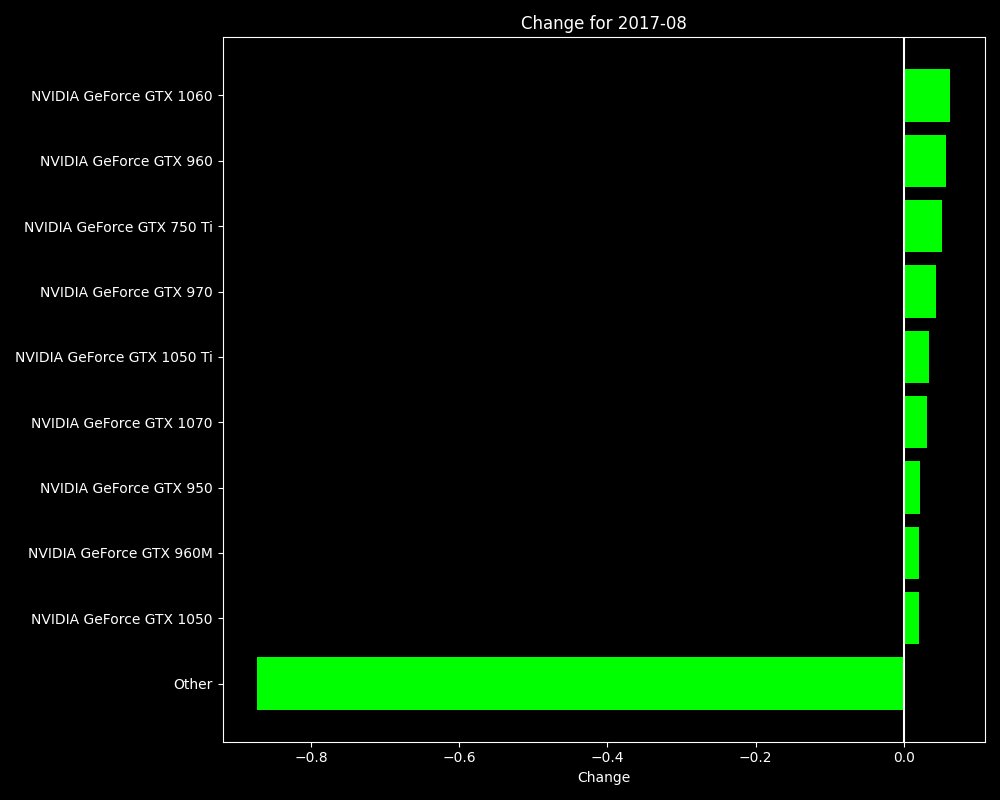 Change for 2017-08
NVIDIA GeForce GTX 1060
NVIDIA GeForce GTX 960
NVIDIA GeForce GTX 750 Ti
NVIDIA GeForce GTX 970
NVIDIA GeForce GTX 1050 Ti
NVIDIA GeForce GTX 1070
NVIDIA GeForce GTX 950
NVIDIA GeForce GTX 960M
NVIDIA GeForce GTX 1050
Other
−0.8 −0.6 −0.4 −0.2 0.0
Change